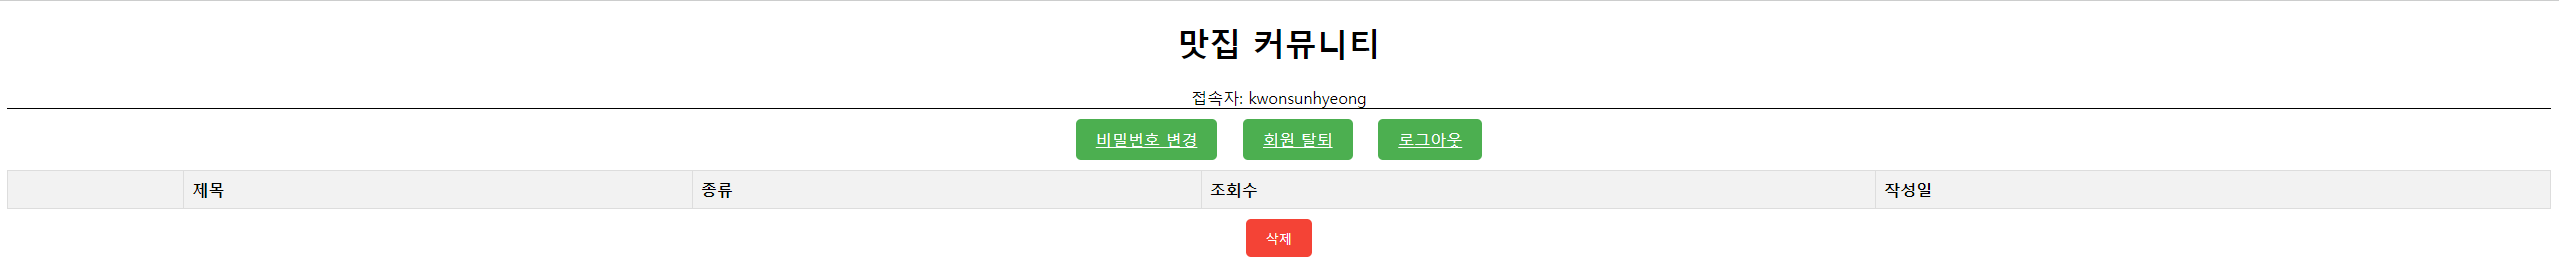 맛집 커뮤니티
접속자: kwonsunhyeong
비밀번호 변경 회원 탈퇴 로그아웃
제목 종류 조회수 작성일
삭제